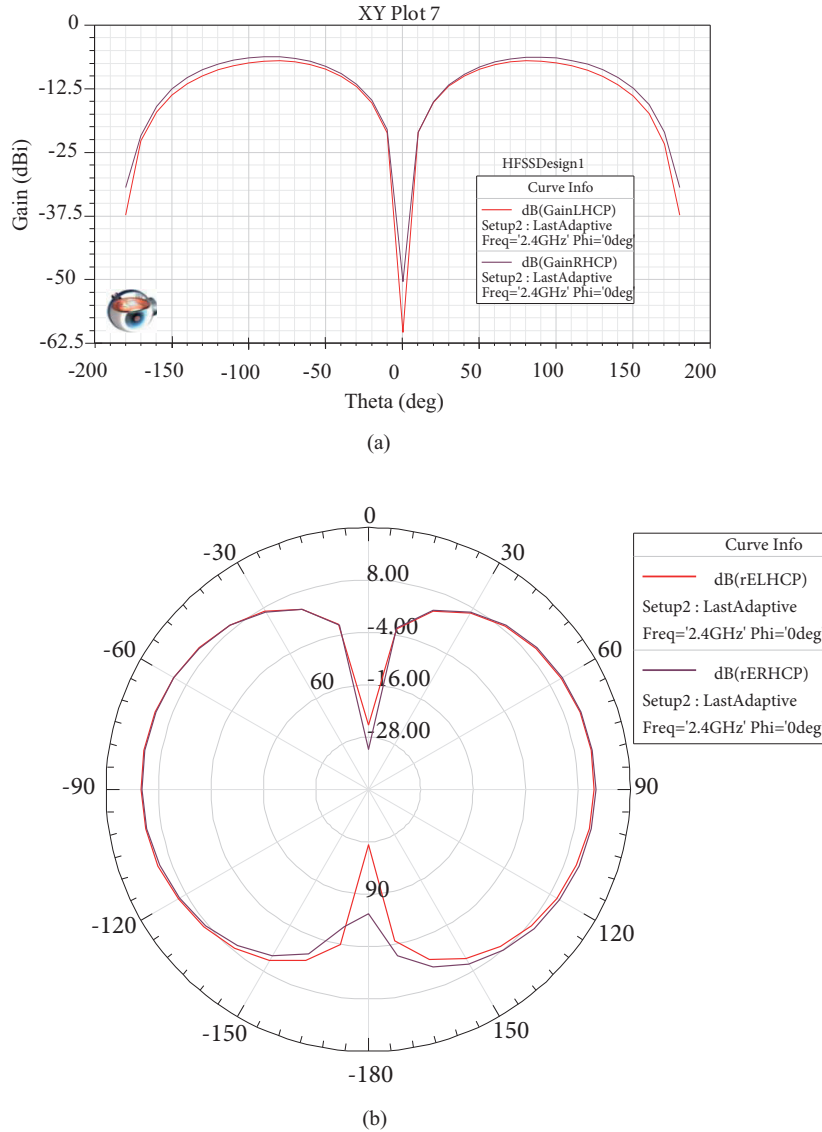 XY Plot 7
0
-12.5
-25
-37.5
-50
-62.5
Gain (dBi)
-200 -150 -100 -50 0 50 100 150 200
Theta (deg)
HFSSDesign1
Curve Info
dB(GainLHCP)
Setup2 : LastAdaptive
Freq='2.4GHz' Phi='0deg'
dB(GainRHCP)
Setup2 : LastAdaptive
Freq='2.4GHz' Phi='0deg'
(a)
0
-30 30
8.00
-4.00
-60 60
60 -16.00
-28.00
-90 90
90
-120 120
-150 150
-180
Curve Info
dB(rELHCP)
Setup2 : LastAdaptive
Freq='2.4GHz' Phi='0deg
dB(rERHCP)
Setup2 : LastAdaptive
Freq='2.4GHz' Phi='0deg
(b)